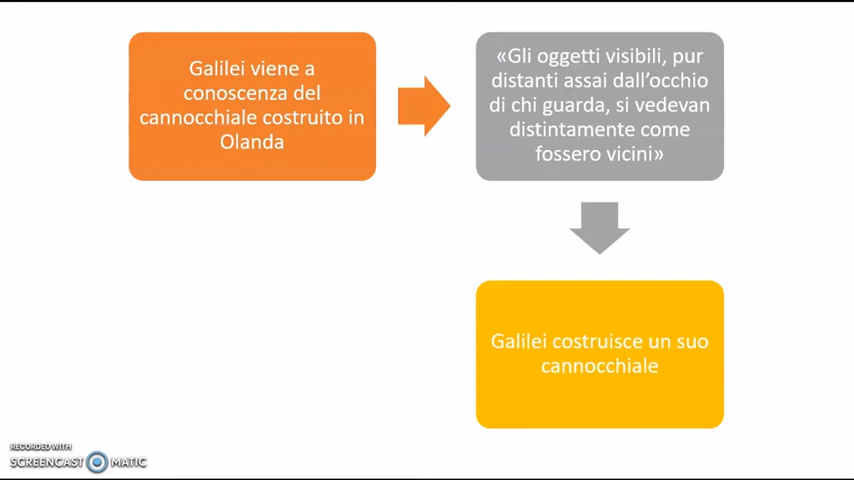 Galilei viene a
conoscenza del
cannocchiale costruito in
Olanda
«Gli oggetti visibili, pur
distanti assai dall’occhio
di chi guarda, si vedevan
distintamente come
fossero vicini»
Galilei costruisce un suo
cannocchiale
RECORDED WITH
SCREENCAST MATIC